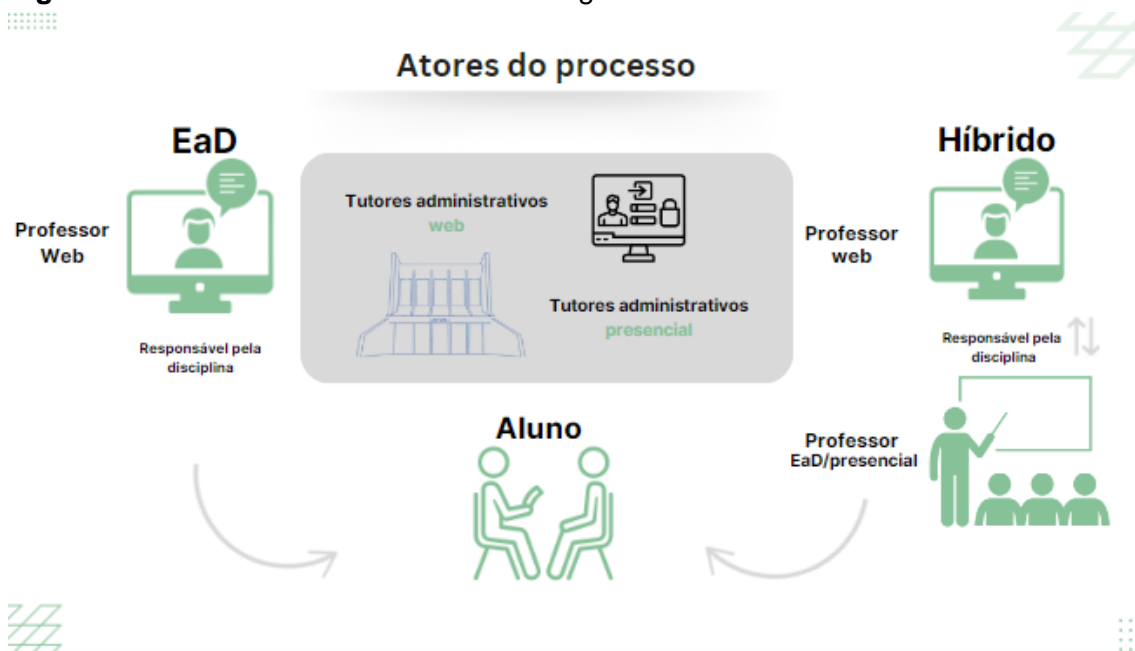 Atores do processo
EaD
Professor
Web
Responsável pela
disciplina
Tutores administrativos
web
Tutores administrativos
presencial
Híbrido
Professor
web
Responsável pela
disciplina
Professor
EaD/presencial
Aluno